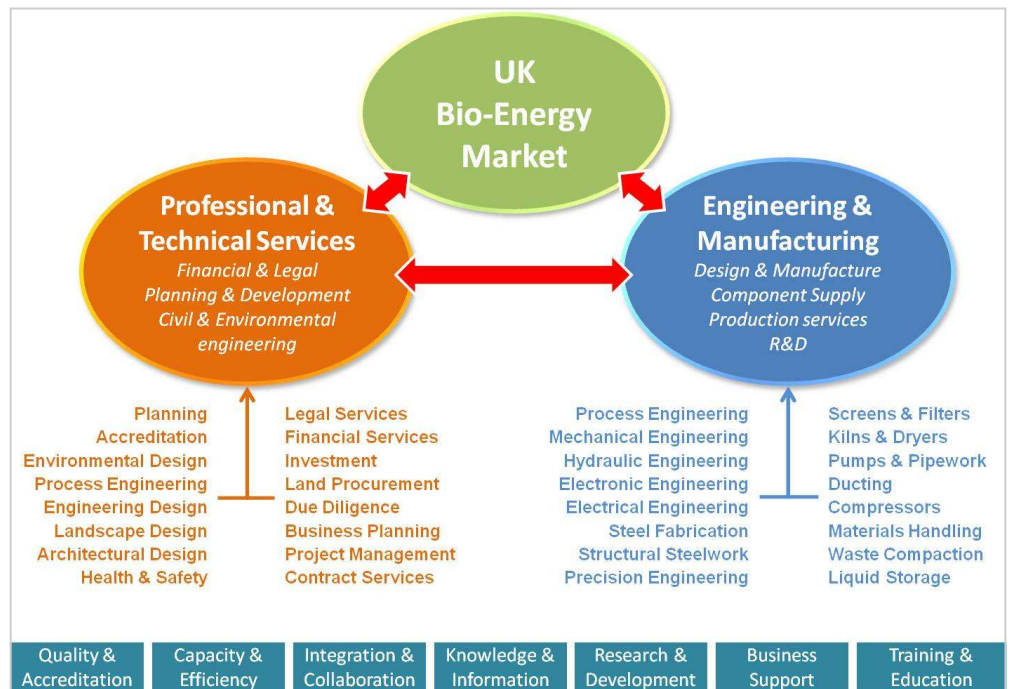 UK
Bio-Energy
Market
Professional &
Technical Services
Financial & Legal
Planning & Development
Civil & Environmental
engineering
Engineering &
Manufacturing
Design & Manufacture
Component Supply
Production services
R&D
Planning
Accreditation
Environmental Design
Process Engineering
Engineering Design
Landscape Design
Architectural Design
Health & Safety
Legal Services
Financial Services
Investment
Land Procurement
Due Diligence
Business Planning
Project Management
Contract Services
Process Engineering
Mechanical Engineering
Hydraulic Engineering
Electronic Engineering
Electrical Engineering
Steel Fabrication
Structural Steelwork
Precision Engineering
Screens & Filters
Kilns & Dryers
Pumps & Pipework
Ducting
Compressors
Materials Handling
Waste Compaction
Liquid Storage
Quality &
Accreditation
Capacity &
Efficiency
Integration &
Collaboration
Knowledge &
Information
Research &
Development
Business
Support
Training &
Education